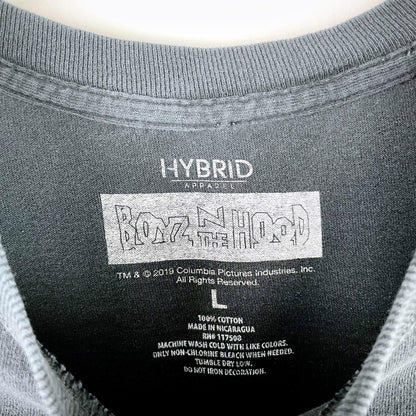 HYBRID
APPAREL
BOYZ N THE HOOD
TM & © 2019 Columbia Pictures Industries, Inc.
All Rights Reserved.
L
100% COTTON
MADE IN NICARAGUA
RN# 117508
MACHINE WASH COLD WITH LIKE COLORS.
ONLY NON-CHLORINE BLEACH WHEN NEEDED.
TUMBLE DRY LOW.
DO NOT IRON DECORATION.